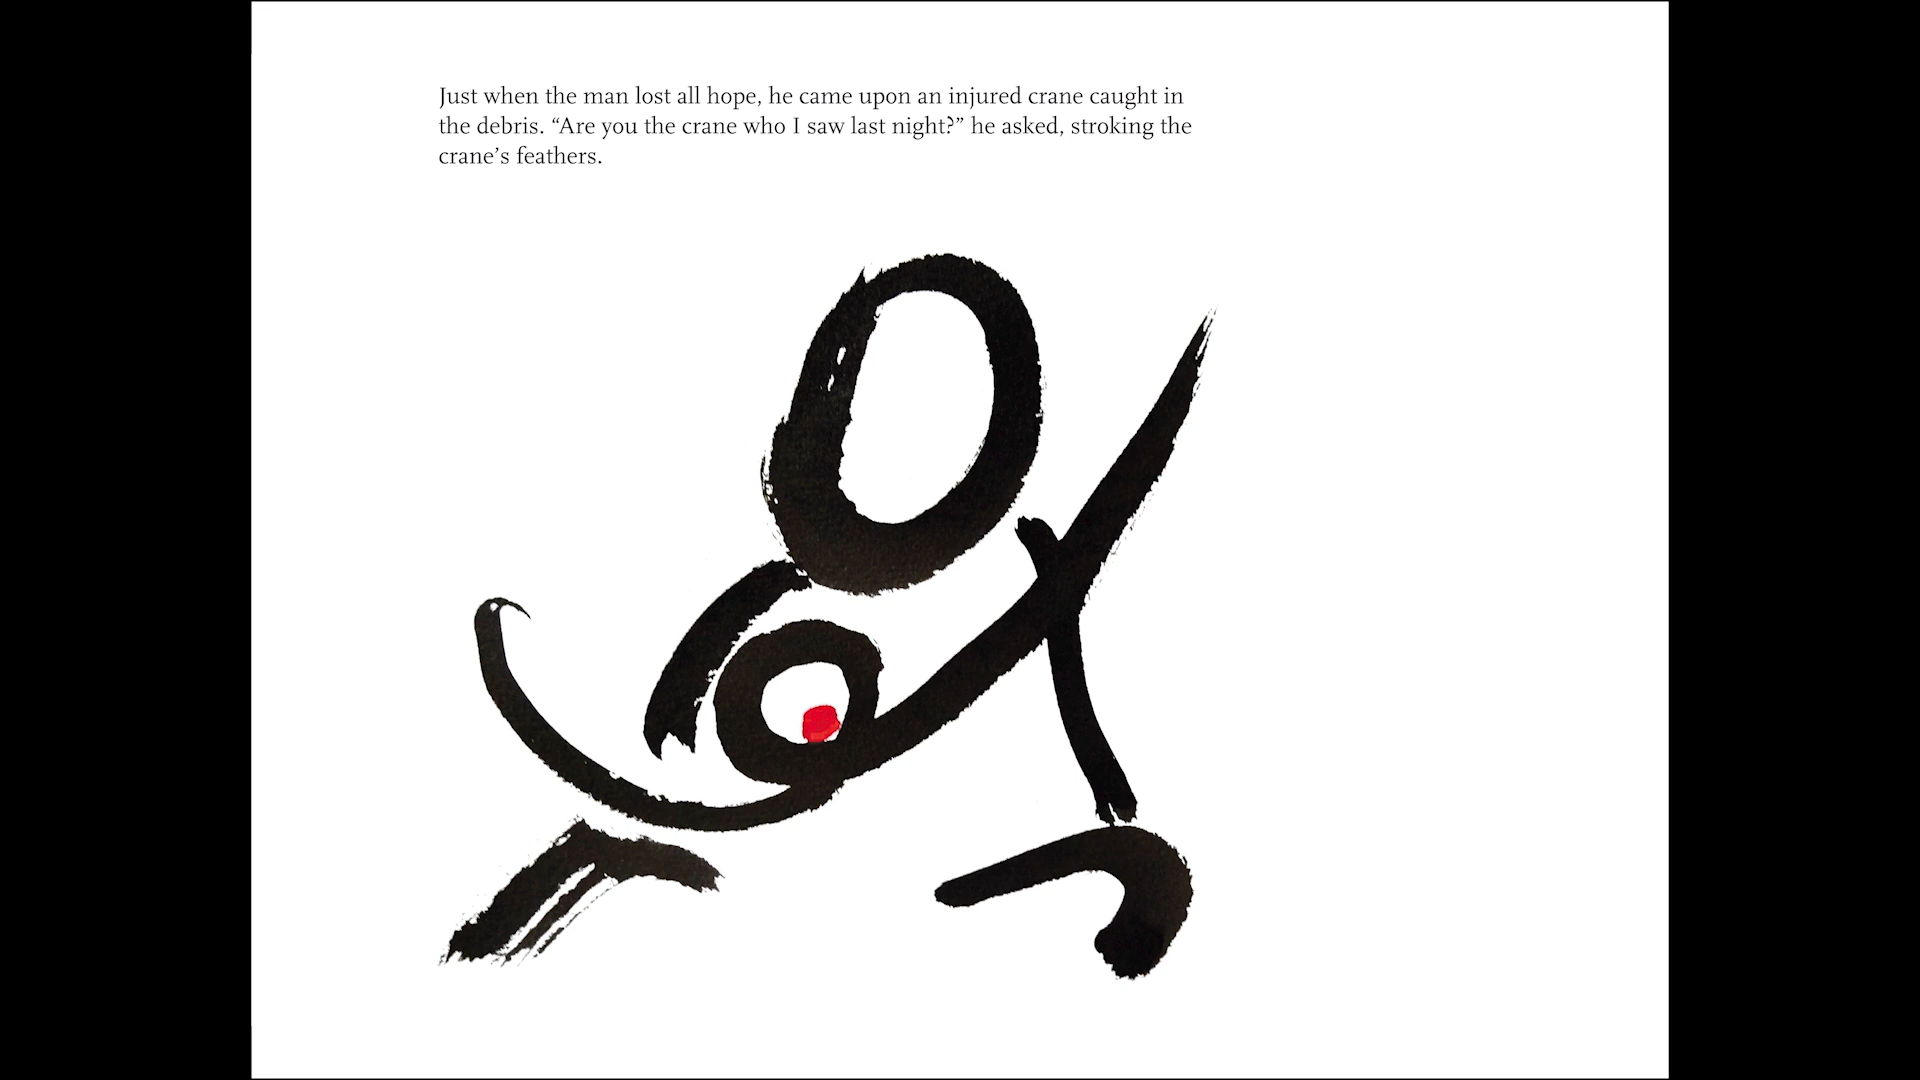 Just when the man lost all hope, he came upon an injured crane caught in
the debris. “Are you the crane who I saw last night?” he asked, stroking the
crane’s feathers.